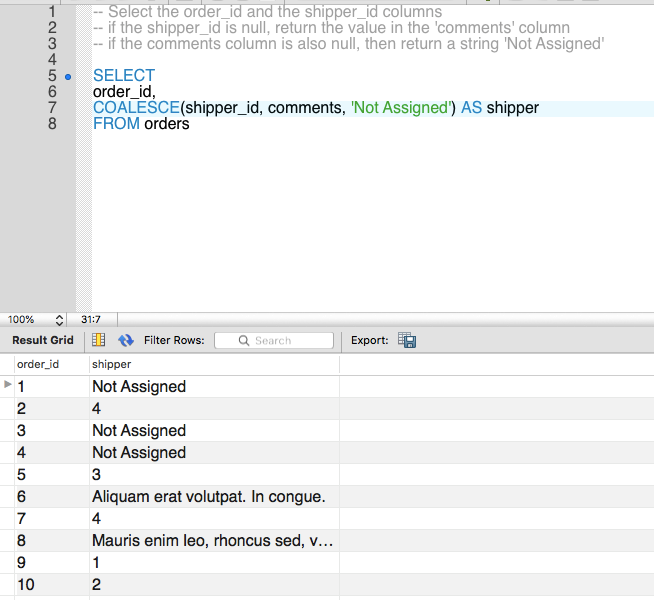 1 -- Select the order_id and the shipper_id columns
2 -- if the shipper_id is null, return the value in the 'comments' column
3 -- if the comments column is also null, then return a string 'Not Assigned'
4
5 SELECT
6 order_id,
7 COALESCE(shipper_id, comments, 'Not Assigned') AS shipper
8 FROM orders
100% 31:7
Result Grid Filter Rows: Search Export:
order_id shipper
1 Not Assigned
2 4
3 Not Assigned
4 Not Assigned
5 3
6 Aliquam erat volutpat. In congue.
7 4
8 Mauris enim leo, rhoncus sed, v...
9 1
10 2